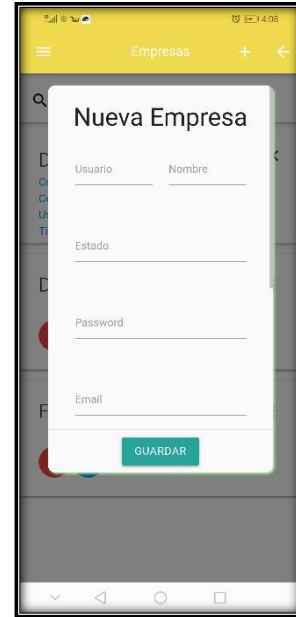 4:08
Empresas
Nueva Empresa
Usuario Nombre
Estado
Password
Email
GUARDAR